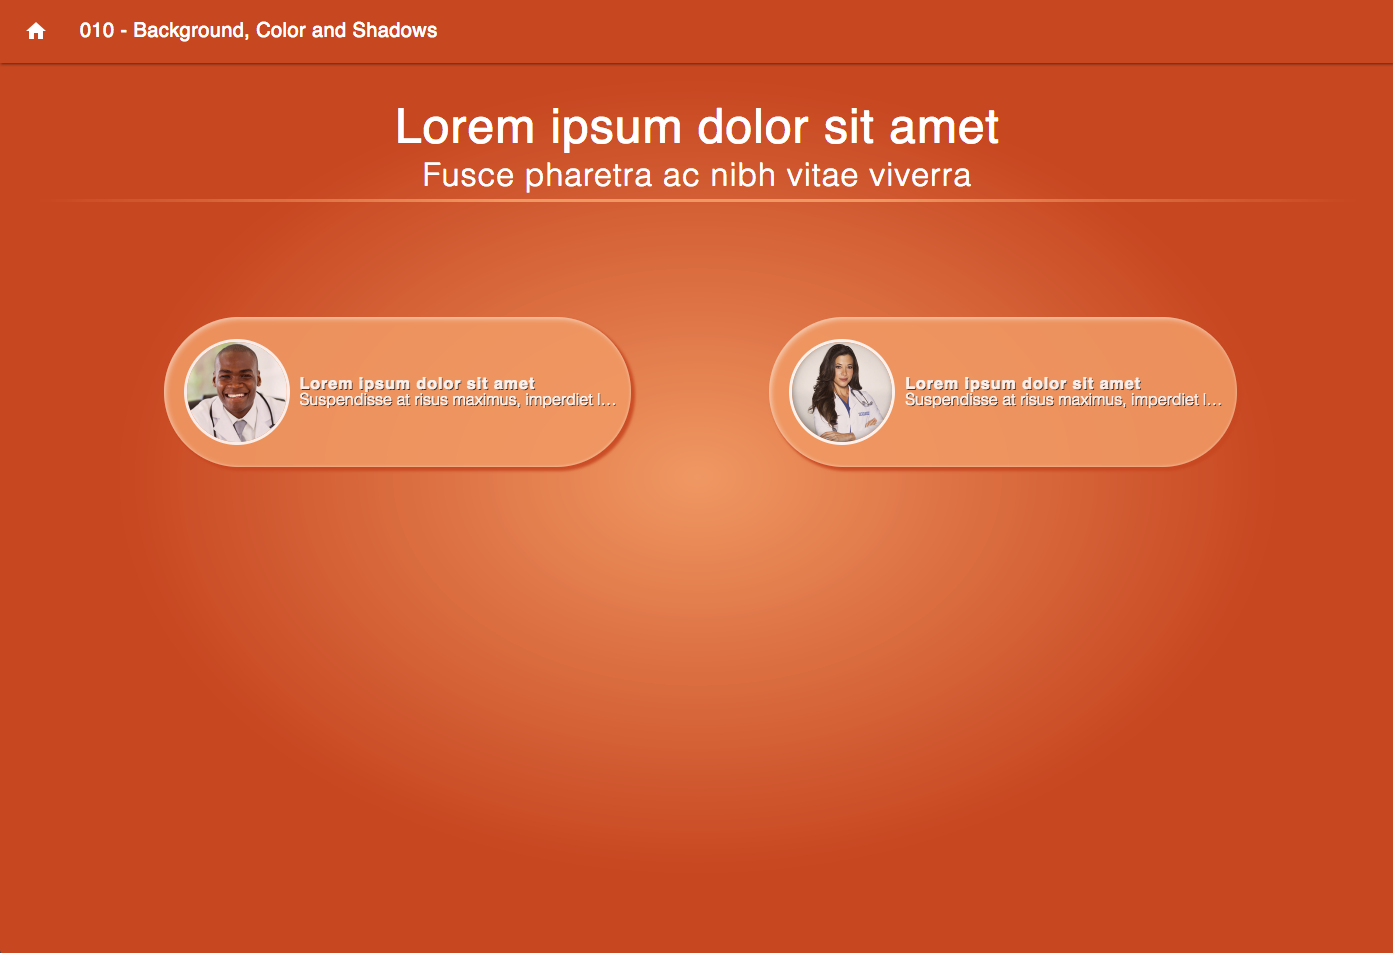 010 - Background, Color and Shadows
Lorem ipsum dolor sit amet
Fusce pharetra ac nibh vitae viverra
Lorem ipsum dolor sit amet
Suspendisse at risus maximus, imperdiet l...
Lorem ipsum dolor sit amet
Suspendisse at risus maximus, imperdiet l...